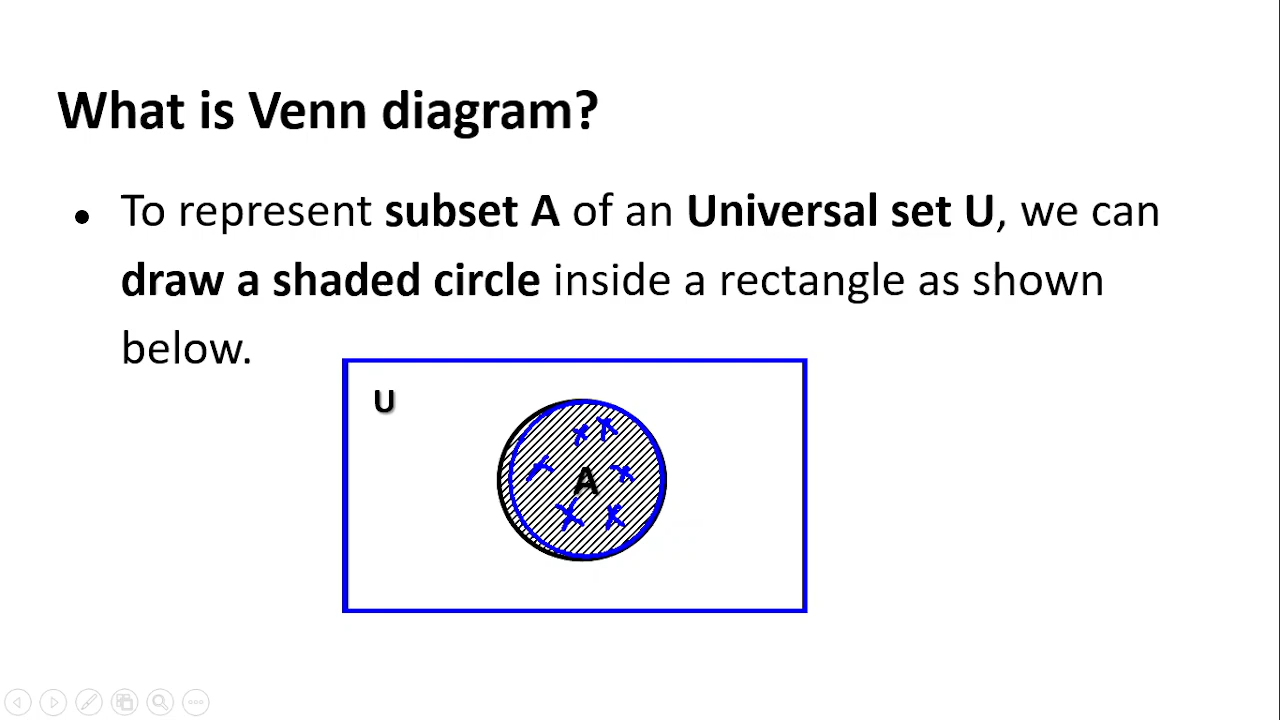 What is Venn diagram?
● To represent subset A of an Universal set U, we can
draw a shaded circle inside a rectangle as shown
below.
U
A